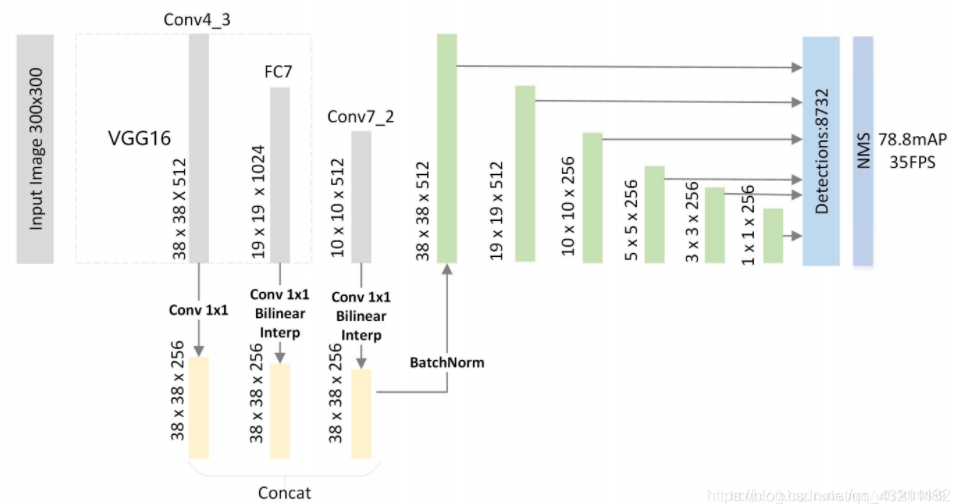 Conv4_3
FC7
Conv7_2
Input Image 300x300
VGG16
38 X 38 X 512
19 x 19 x 1024
10 x 10 x 512
38 x 38 x 512
19 x 19 x 512
10 x 10 x 256
5 x 5 x 256
3 x 3 x 256
1 x 1 x 256
Detections:8732
NMS
78.8mAP
35FPS
Conv 1x1
Conv 1x1
Bilinear
Interp
Conv 1x1
Bilinear
Interp
BatchNorm
38 x 38 x 256
38 x 38 x 256
38 x 38 x 256
Concat